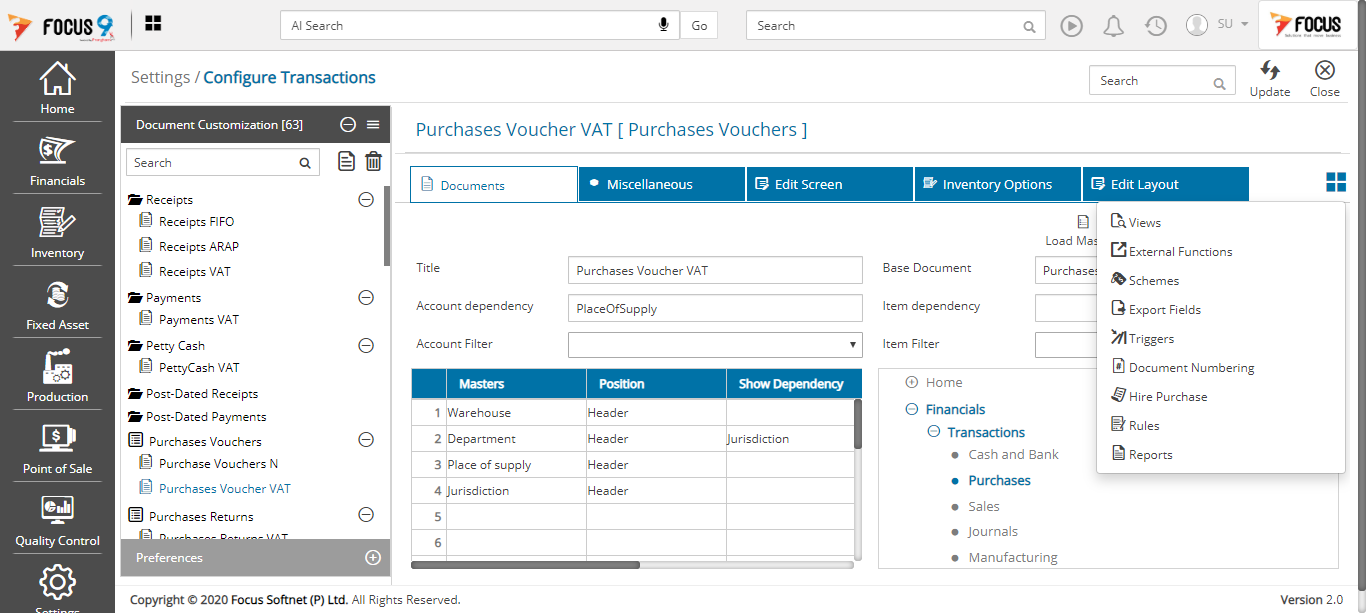 FOCUS 9
AI Search
Go
Search
SU
FOCUS
Home
Financials
Inventory
Fixed Asset
Production
Point of Sale
Quality Control
Settings
Settings / Configure Transactions
Search
Update
Close
Document Customization [63]
Search
Receipts
Receipts FIFO
Receipts ARAP
Receipts VAT
Payments
Payments VAT
Petty Cash
PettyCash VAT
Post-Dated Receipts
Post-Dated Payments
Purchases Vouchers
Purchase Vouchers N
Purchases Voucher VAT
Purchases Returns
Purchases Returns VAT
Preferences
Purchases Voucher VAT [ Purchases Vouchers ]
Documents
Miscellaneous
Edit Screen
Inventory Options
Edit Layout
Load Mas
Title
Purchases Voucher VAT
Base Document
Purchases
Account dependency
PlaceOfSupply
Item dependency
Account Filter
Item Filter
Masters Position Show Dependency
1 Warehouse Header
2 Department Header Jurisdiction
3 Place of supply Header
4 Jurisdiction Header
5
6
Home
Financials
Transactions
Cash and Bank
Purchases
Sales
Journals
Manufacturing
Views
External Functions
Schemes
Export Fields
Triggers
Document Numbering
Hire Purchase
Rules
Reports
Copyright © 2020 Focus Softnet (P) Ltd. All Rights Reserved.
Version 2.0